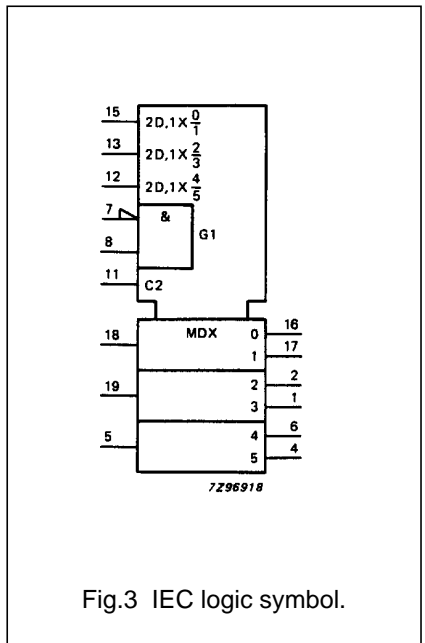 15 2D,1X 0/1
13 2D,1X 2/3
12 2D,1X 4/5
7 &
G1
8
11 C2
MDX 0 16
18
1 17
2 2
19
3 1
4 6
5
5 4
7Z96918
Fig.3 IEC logic symbol.